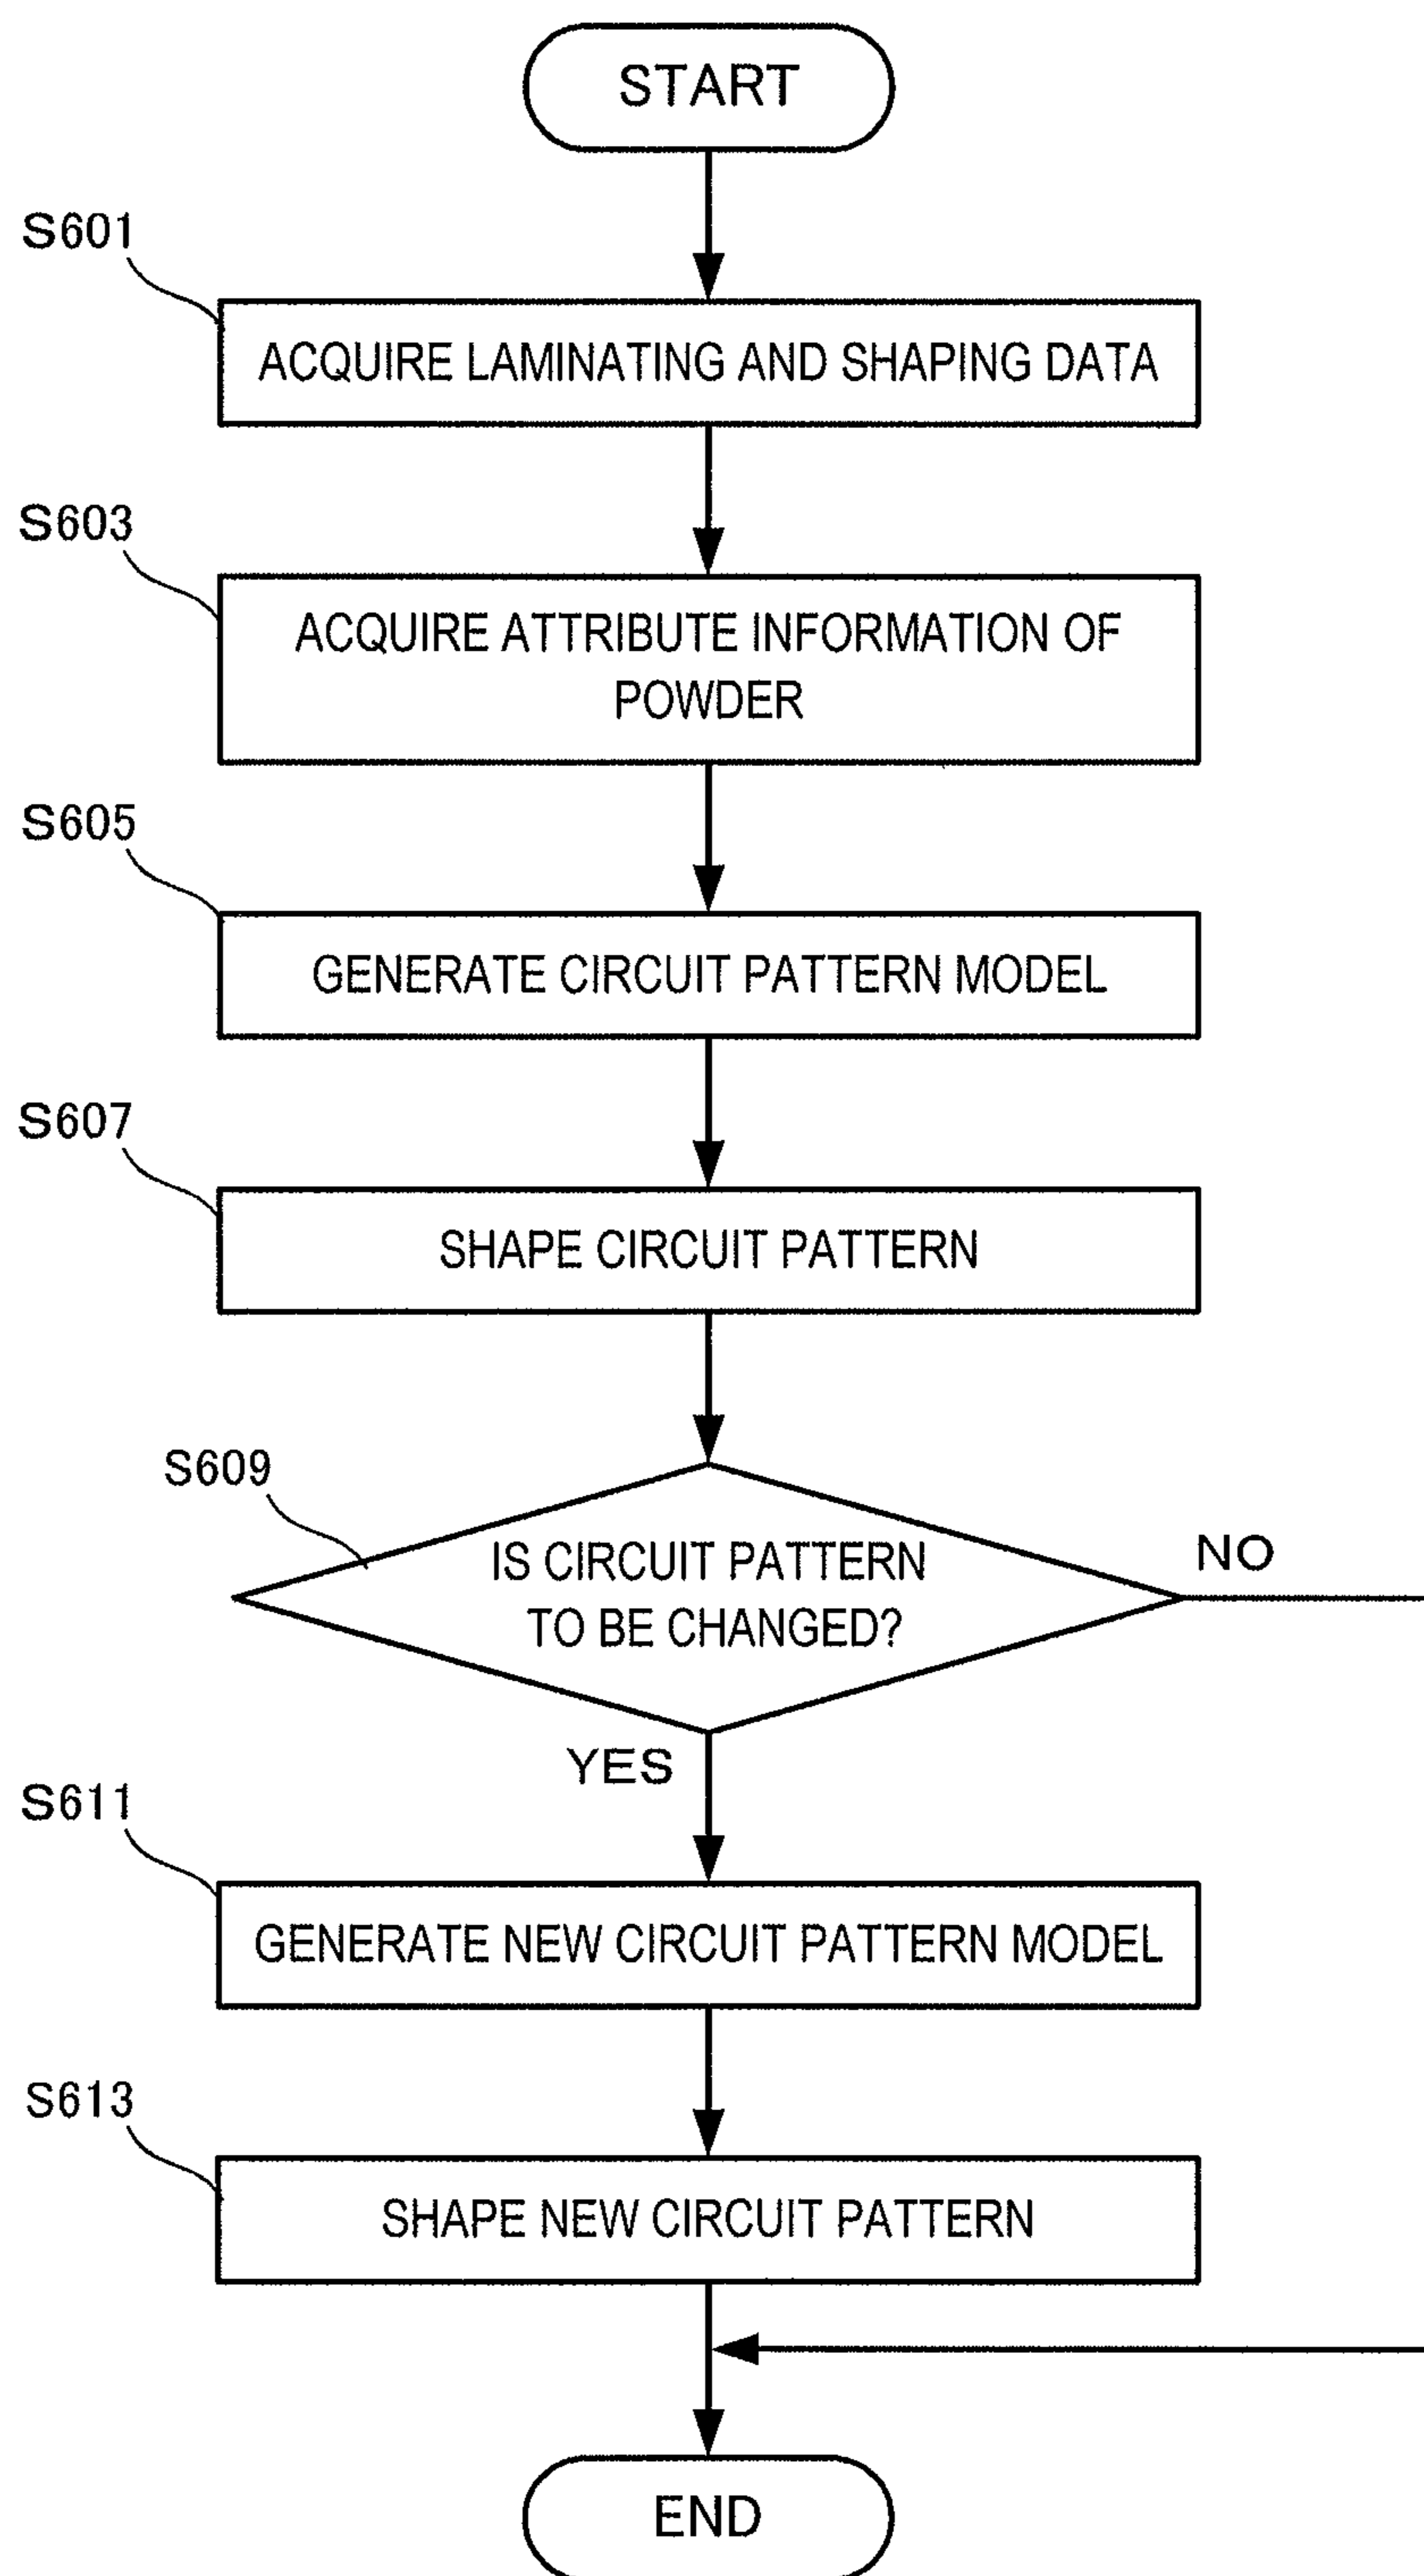 START
S601
ACQUIRE LAMINATING AND SHAPING DATA
S603
ACQUIRE ATTRIBUTE INFORMATION OF
POWDER
S605
GENERATE CIRCUIT PATTERN MODEL
S607
SHAPE CIRCUIT PATTERN
S609
IS CIRCUIT PATTERN
TO BE CHANGED?
NO
YES
S611
GENERATE NEW CIRCUIT PATTERN MODEL
S613
SHAPE NEW CIRCUIT PATTERN
END